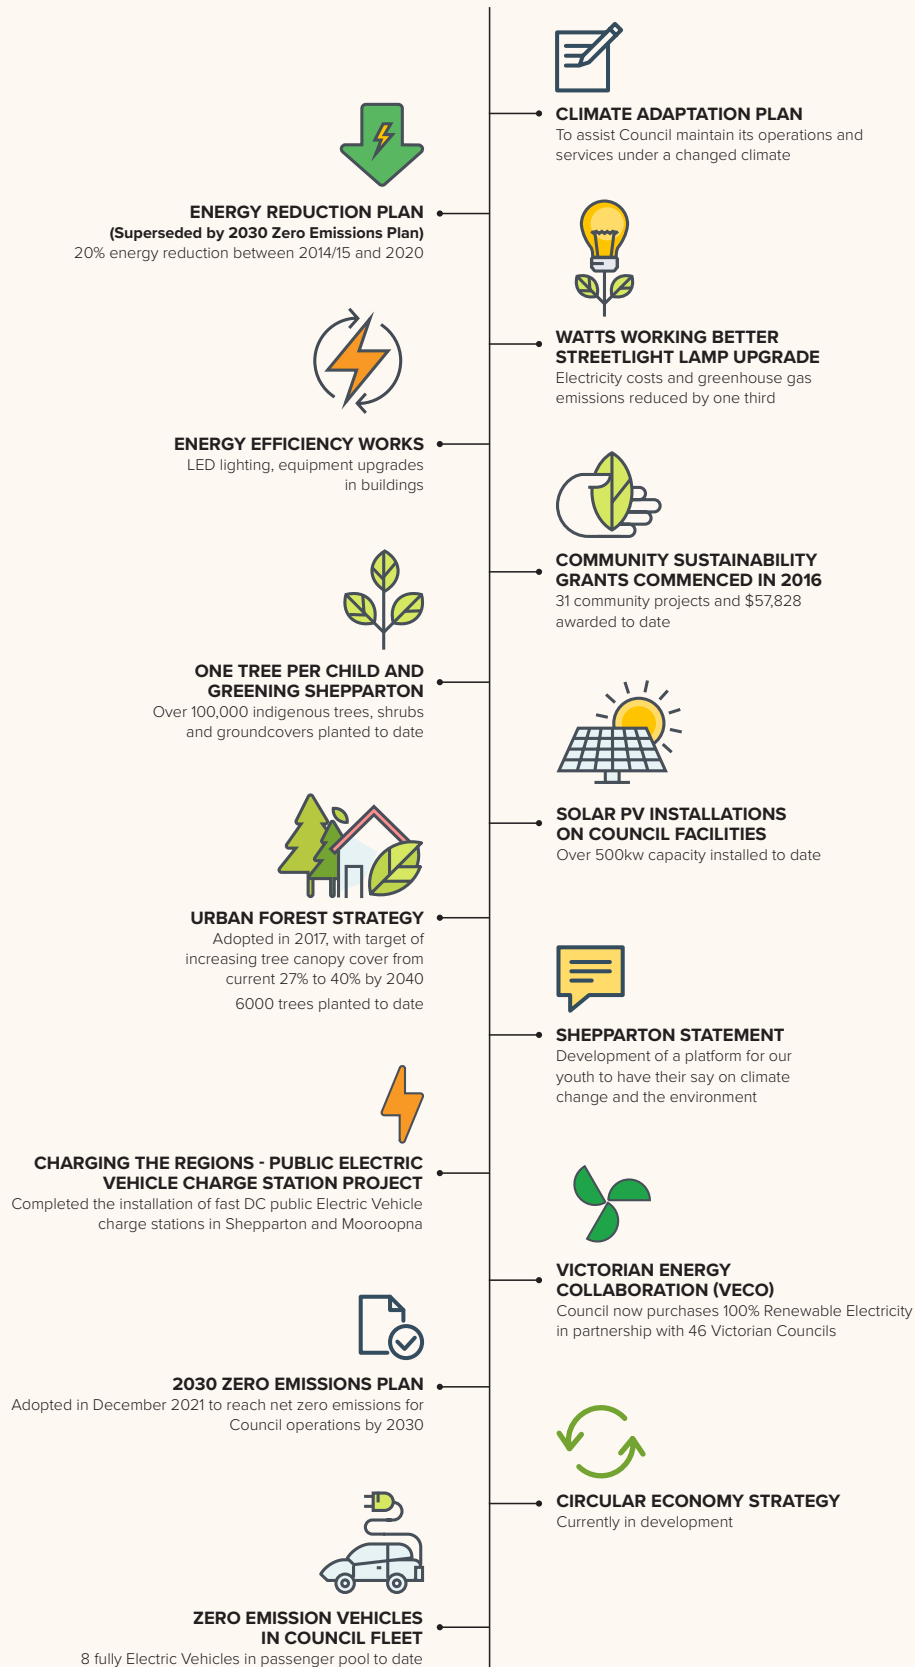 CLIMATE ADAPTATION PLAN
To assist Council maintain its operations and
services under a changed climate
ENERGY REDUCTION PLAN
(Superseded by 2030 Zero Emissions Plan)
20% energy reduction between 2014/15 and 2020
WATTS WORKING BETTER
STREETLIGHT LAMP UPGRADE
Electricity costs and greenhouse gas
emissions reduced by one third
ENERGY EFFICIENCY WORKS
LED lighting, equipment upgrades
in buildings
COMMUNITY SUSTAINABILITY
GRANTS COMMENCED IN 2016
31 community projects and $57,828
awarded to date
ONE TREE PER CHILD AND
GREENING SHEPPARTON
Over 100,000 indigenous trees, shrubs
and groundcovers planted to date
SOLAR PV INSTALLATIONS
ON COUNCIL FACILITIES
Over 500kw capacity installed to date
URBAN FOREST STRATEGY
Adopted in 2017, with target of
increasing tree canopy cover from
current 27% to 40% by 2040
6000 trees planted to date
SHEPPARTON STATEMENT
Development of a platform for our
youth to have their say on climate
change and the environment
CHARGING THE REGIONS - PUBLIC ELECTRIC
VEHICLE CHARGE STATION PROJECT
Completed the installation of fast DC public Electric Vehicle
charge stations in Shepparton and Mooroopna
VICTORIAN ENERGY
COLLABORATION (VECO)
Council now purchases 100% Renewable Electricity
in partnership with 46 Victorian Councils
2030 ZERO EMISSIONS PLAN
Adopted in December 2021 to reach net zero emissions for
Council operations by 2030
CIRCULAR ECONOMY STRATEGY
Currently in development
ZERO EMISSION VEHICLES
IN COUNCIL FLEET
8 fully Electric Vehicles in passenger pool to date